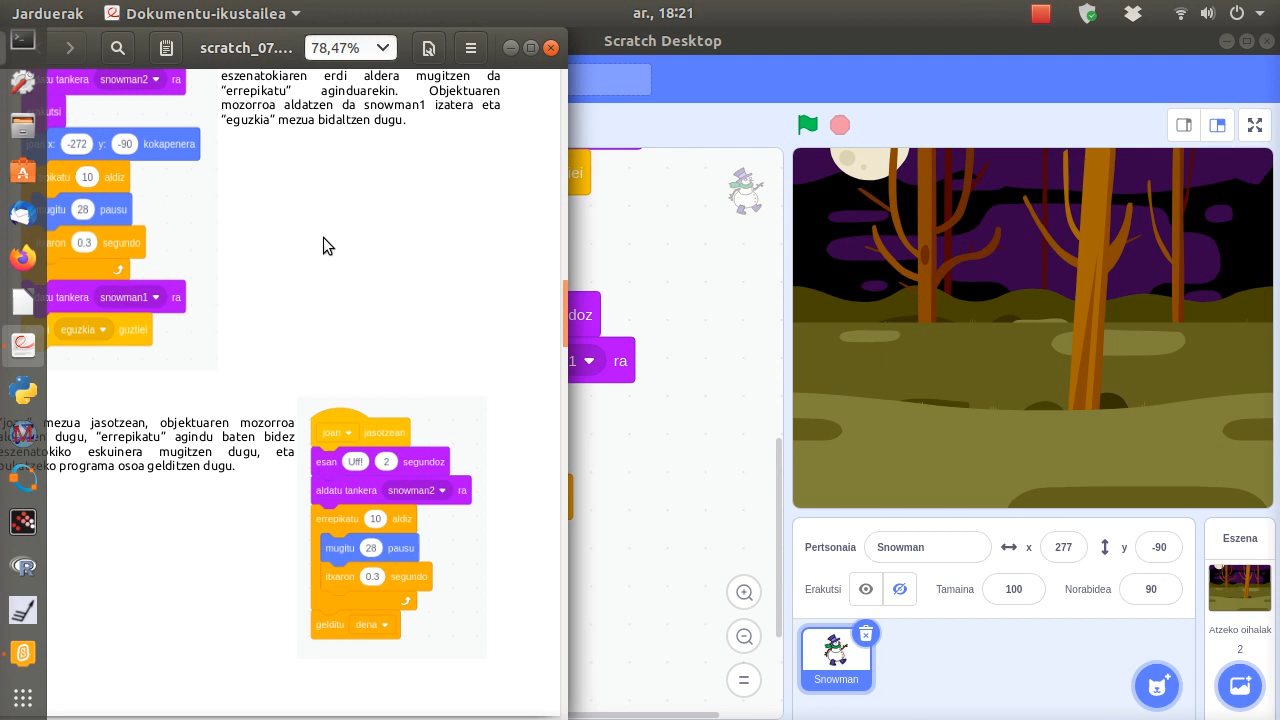 Jarduerak
Dokumentu-ikustailea
ar., 18:21
scratch_07....
78,47%
Scratch Desktop
tankera snowman2 ra
x: -272 y: -90 kokapenera
10 aldiz
28 pausu
0.3 segundo
tankera snowman1 ra
eguzkia guztiei
eszenatokiaren erdi aldera mugitzen da
“errepikatu” aginduarekin. Objektuaren
mozorroa aldatzen da snowman1 izatera eta
“eguzkia” mezua bidaltzen dugu.
mezua jasotzean, objektuaren mozorroa
dugu, “errepikatu” agindu baten bidez
eskuinera mugitzen dugu, eta
programa osoa gelditzen dugu.
joan jasotzean
esan Uff! 2 segundoz
aldatu tankera snowman2 ra
errepikatu 10 aldiz
mugitu 28 pausu
itxaron 0.3 segundo
gelditu dena
iei
doz
1 ra
Pertsonaia Snowman x 277 y -90
Erakutsi Tamaina 100 Norabidea 90
Snowman
Eszena
Atzeko oihalak
2